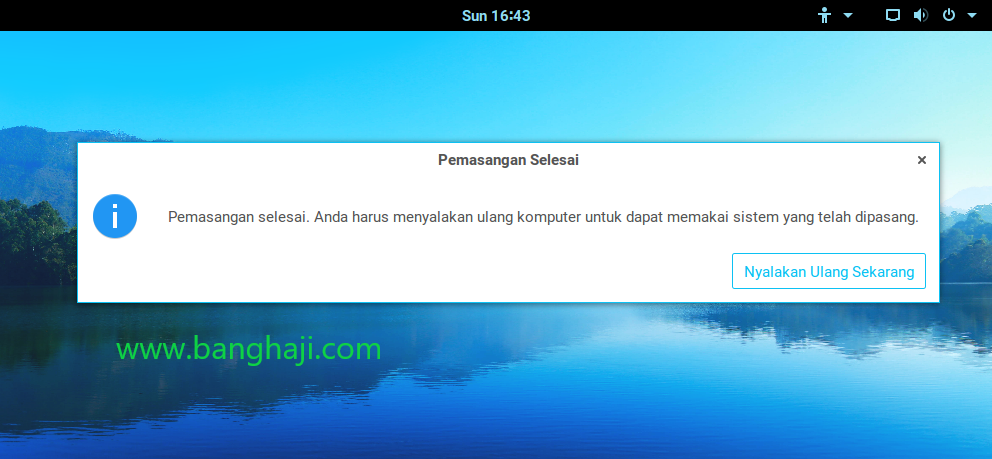 Sun 16:43
Pemasangan Selesai
Pemasangan selesai. Anda harus menyalakan ulang komputer untuk dapat memakai sistem yang telah dipasang.
Nyalakan Ulang Sekarang
www.banghaji.com